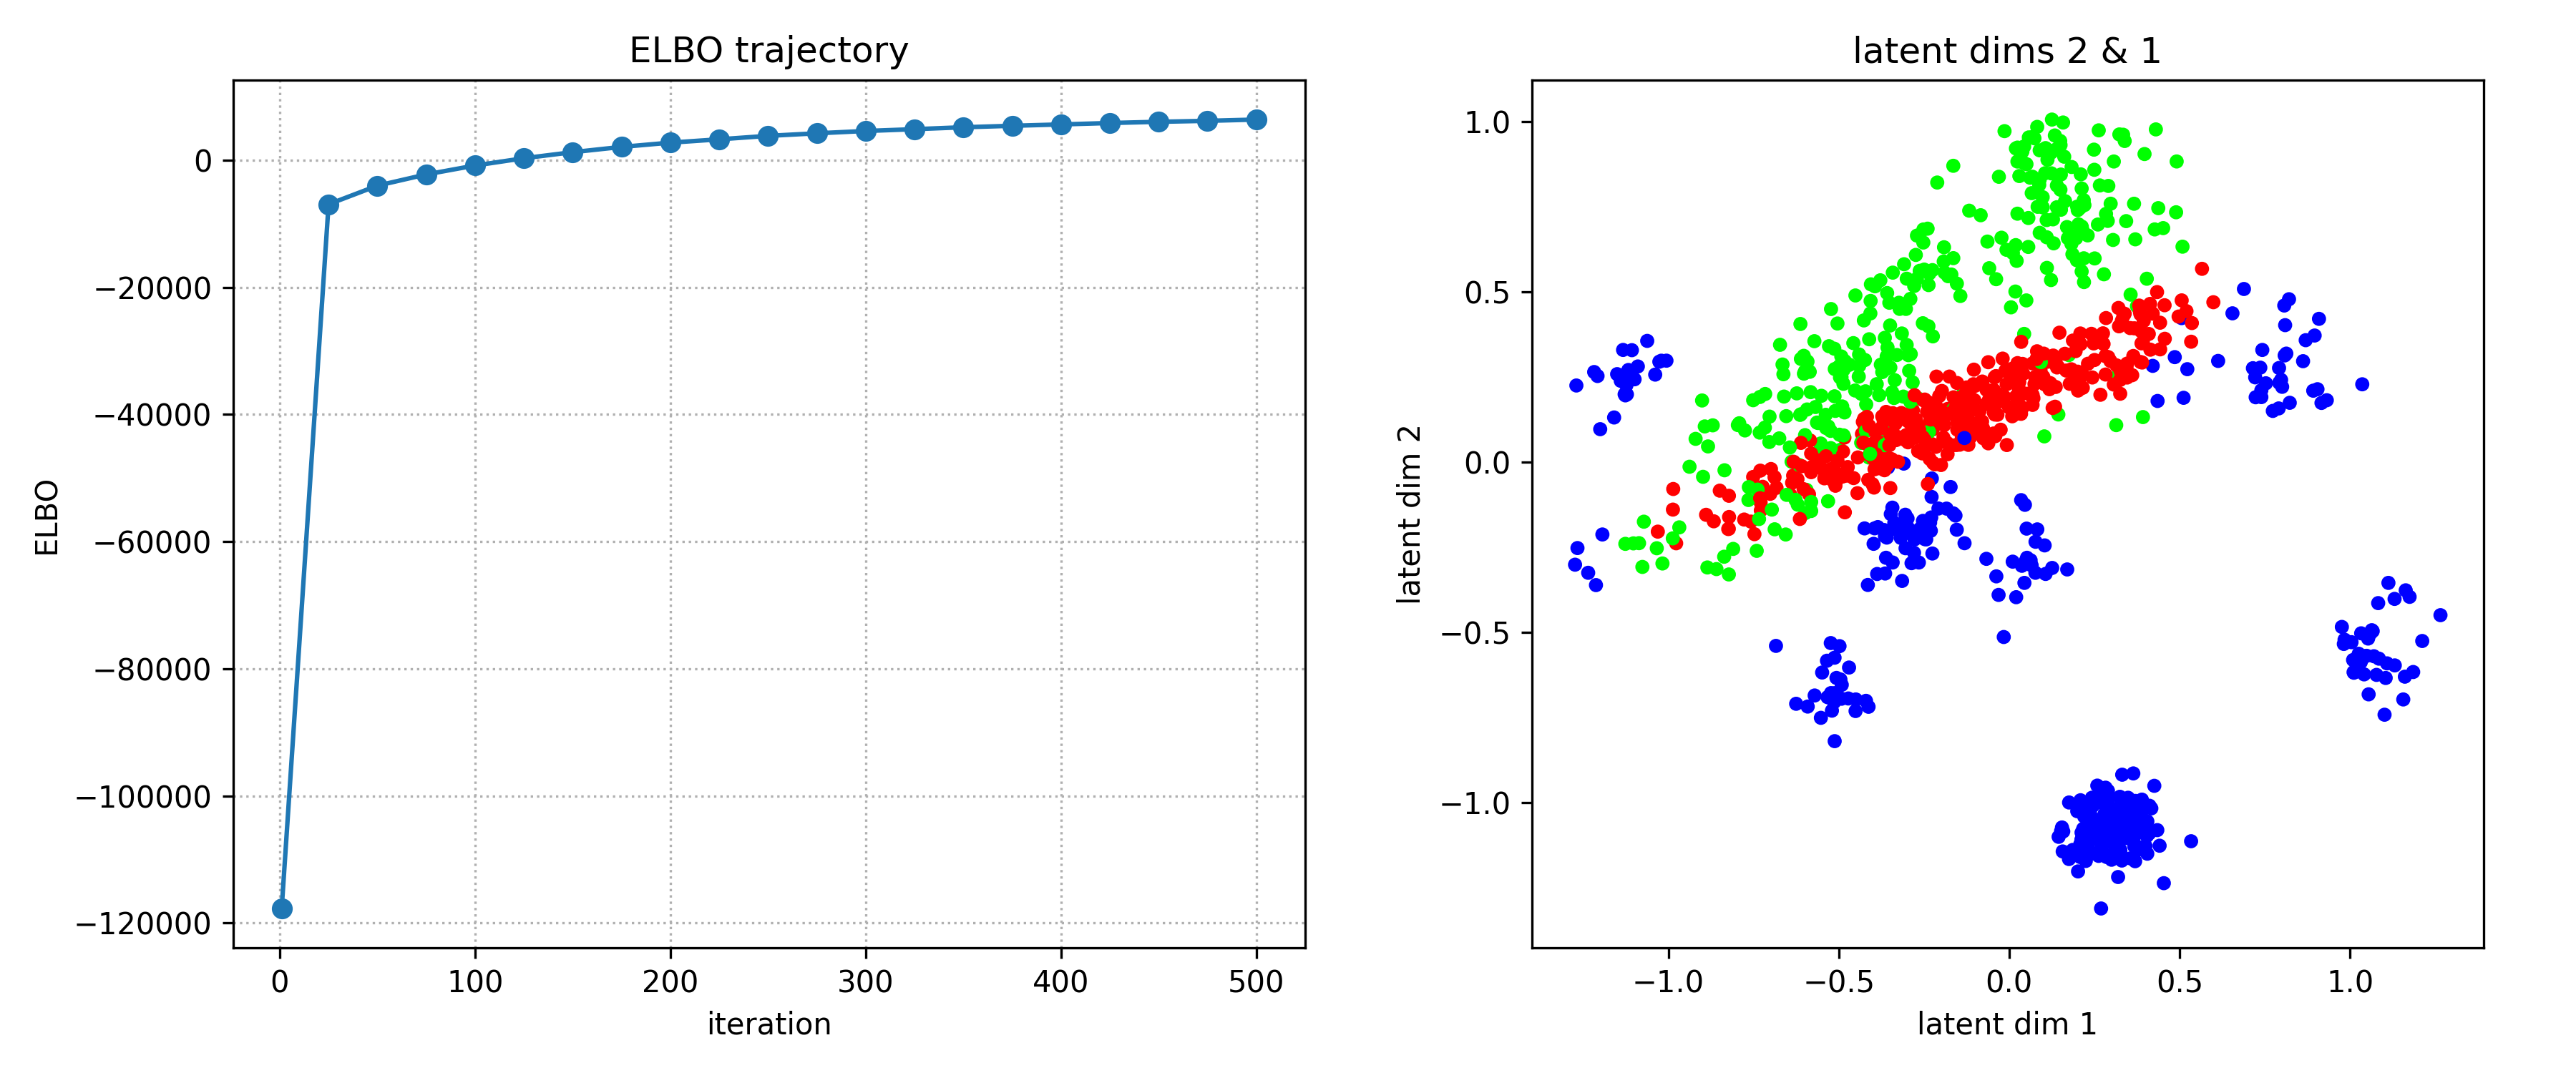 ELBO trajectory
ELBO
0
−20000
−40000
−60000
−80000
−100000
−120000
0 100 200 300 400 500
iteration
latent dims 2 & 1
latent dim 2
1.0
0.5
0.0
−0.5
−1.0
−1.0 −0.5 0.0 0.5 1.0
latent dim 1